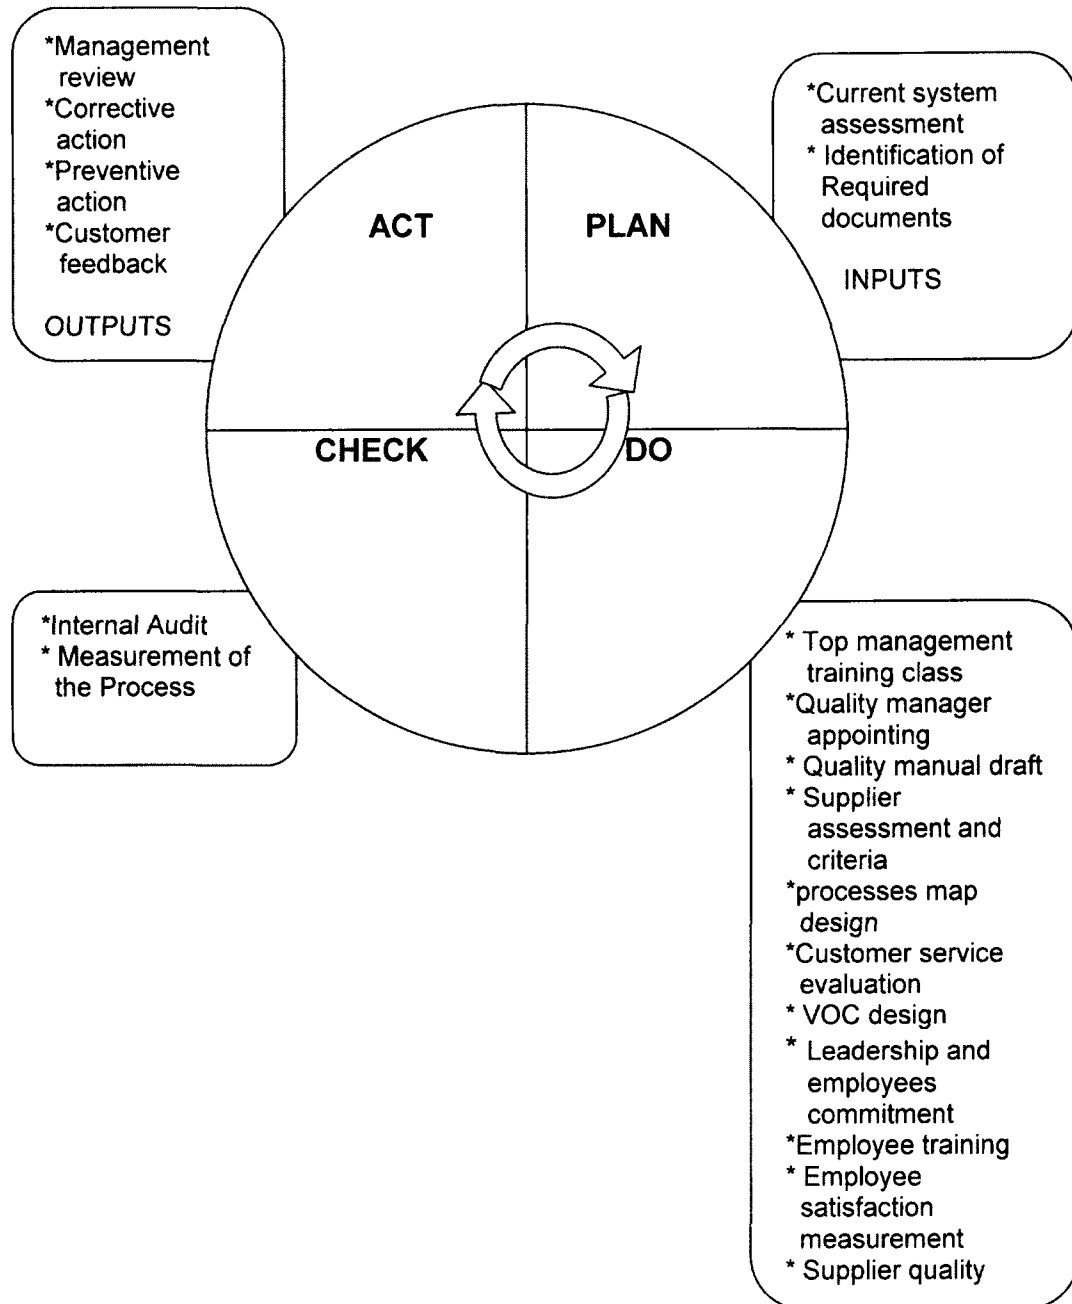 *Management
review
*Corrective
action
*Preventive
action
*Customer
feedback
OUTPUTS
*Current system
assessment
* Identification of
Required
documents
INPUTS
ACT
PLAN
CHECK
DO
*Internal Audit
* Measurement of
the Process
* Top management
training class
*Quality manager
appointing
* Quality manual draft
* Supplier
assessment and
criteria
*processes map
design
*Customer service
evaluation
* VOC design
* Leadership and
employees
commitment
*Employee training
* Employee
satisfaction
measurement
* Supplier quality